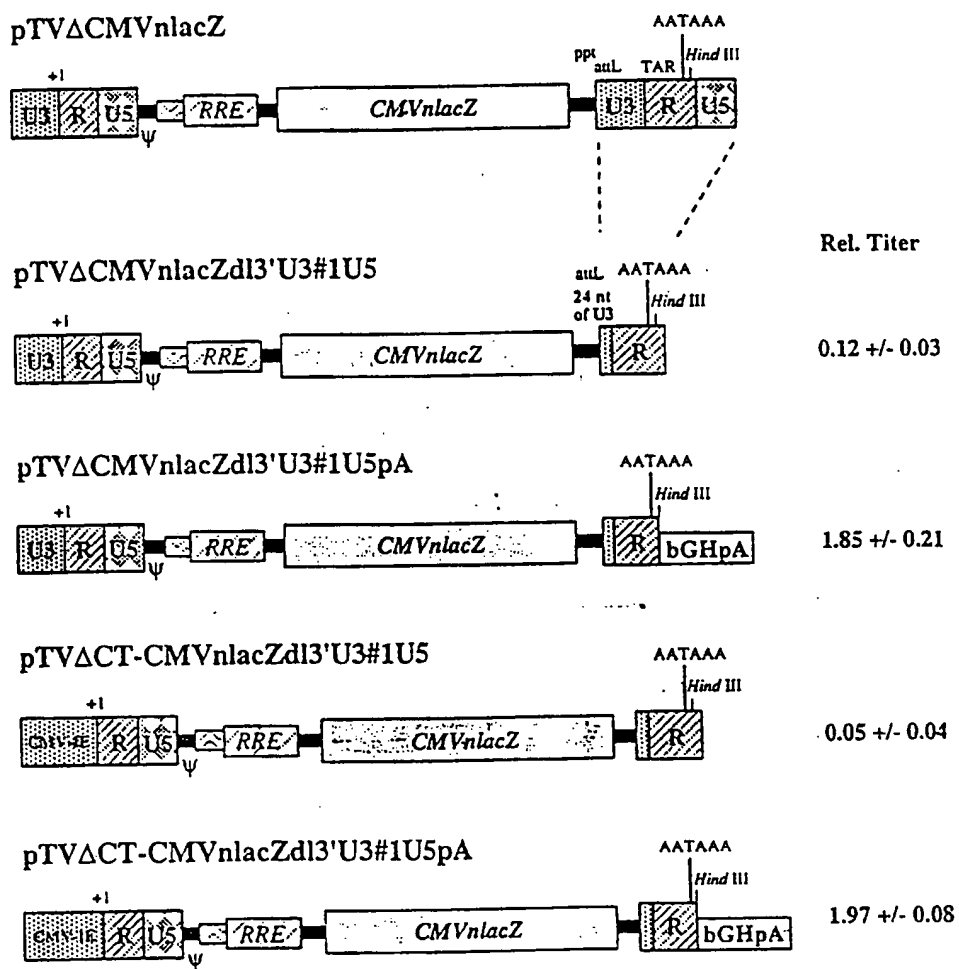 pTVΔCMVnlacZ
AATAAA
ppt
attL
TAR
Hind III
+1
U3 R U5 RRE CMVnlacZ U3 R U5
Ψ
Rel. Titer
pTVΔCMVnlacZdl3'U3#1U5
attL
AATAAA
24 nt
of U3
Hind III
+1
U3 R U5 RRE CMVnlacZ R
0.12 +/- 0.03
Ψ
pTVΔCMVnlacZdl3'U3#1U5pA
AATAAA
Hind III
+1
U3 R U5 RRE CMVnlacZ R bGHpA
1.85 +/- 0.21
Ψ
pTVΔCT-CMVnlacZdl3'U3#1U5
AATAAA
Hind III
+1
CMV-IE R U5 RRE CMVnlacZ R
0.05 +/- 0.04
Ψ
pTVΔCT-CMVnlacZdl3'U3#1U5pA
AATAAA
Hind III
+1
CMV-IE R U5 RRE CMVnlacZ R bGHpA
1.97 +/- 0.08
Ψ